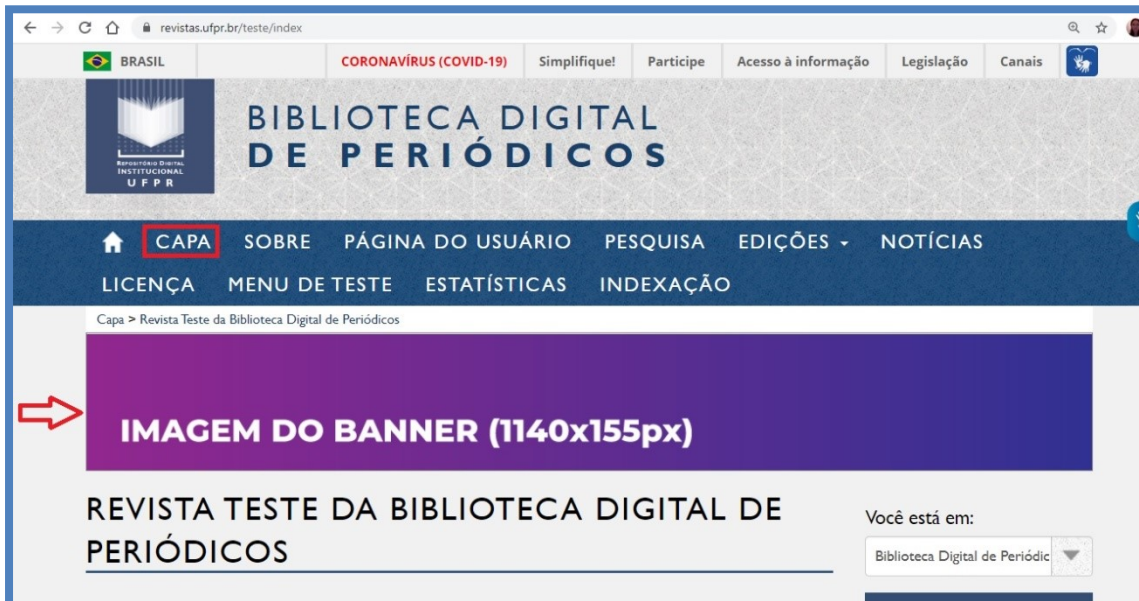 revistas.ufpr.br/teste/index
BRASIL CORONAVÍRUS (COVID-19) Simplifique! Participe Acesso à informação Legislação Canais
REPOSITÓRIO DIGITAL
INSTITUCIONAL
UFPR
BIBLIOTECA DIGITAL
DE PERIÓDICOS
CAPA SOBRE PÁGINA DO USUÁRIO PESQUISA EDIÇÕES NOTÍCIAS
LICENÇA MENU DE TESTE ESTATÍSTICAS INDEXAÇÃO
Capa > Revista Teste da Biblioteca Digital de Periódicos
IMAGEM DO BANNER (1140x155px)
REVISTA TESTE DA BIBLIOTECA DIGITAL DE
PERIÓDICOS
Você está em:
Biblioteca Digital de Periódic